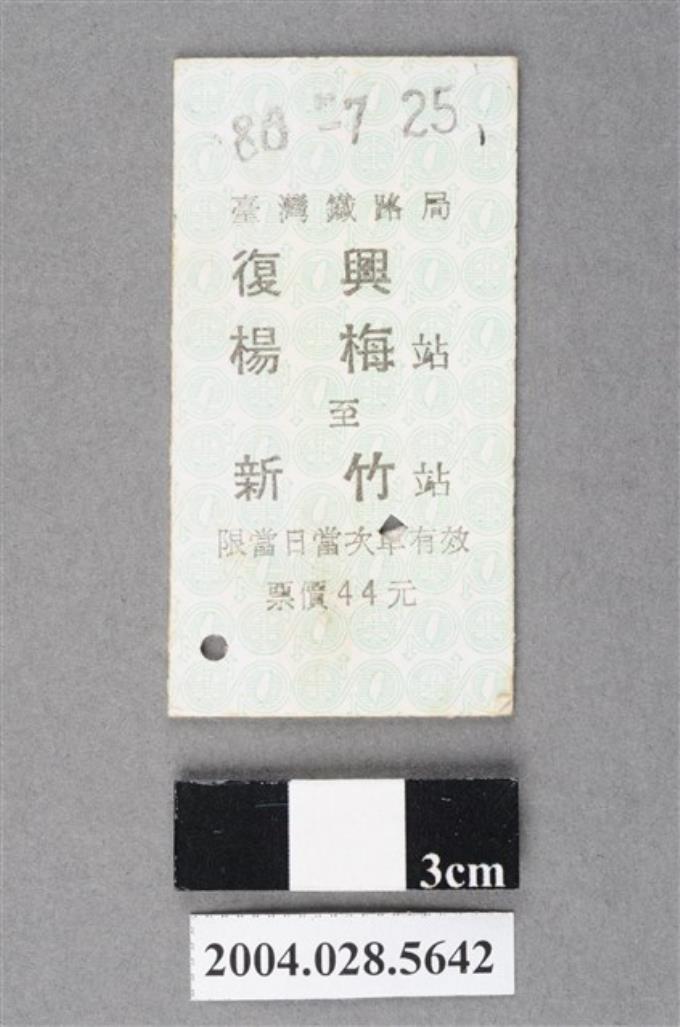 80 -7 25
臺灣鐵路局
復興
楊梅站
至
新竹站
限當日當次車有效
票價44元
3cm
2004.028.5642